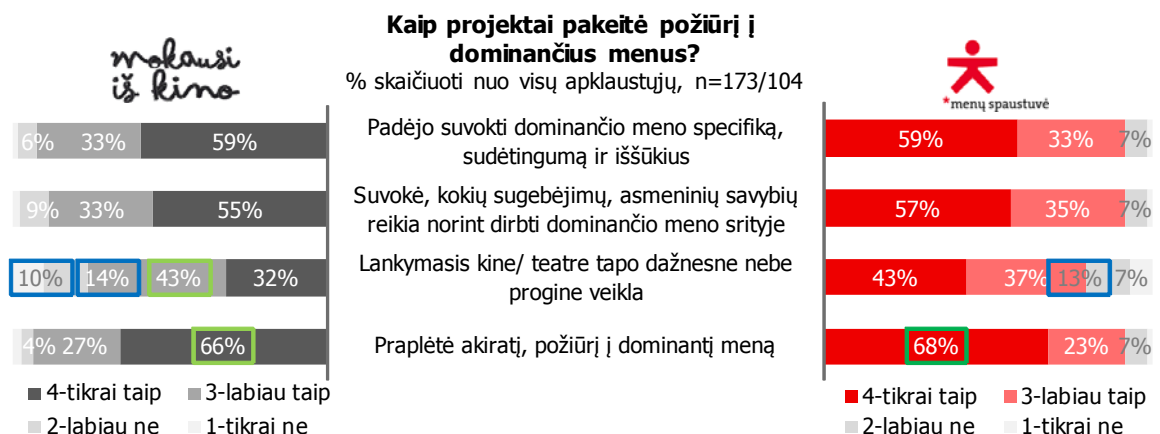 Kaip projektai pakeitė požiūrį į
dominančius menus?
% skaičiuoti nuo visų apklaustųjų, n=173/104
mokausi
iš kino
*menų spaustuvė
6% 33% 59%
Padėjo suvokti dominančio meno specifiką,
sudėtingumą ir iššūkius
59% 33% 7%
9% 33% 55%
Suvokė, kokių sugebėjimų, asmeninių savybių
reikia norint dirbti dominančio meno srityje
57% 35% 7%
10% 14% 43% 32%
Lankymasis kine/ teatre tapo dažnesne nebe
progine veikla
43% 37% 13% 7%
4% 27% 66%
Praplėtė akiratį, požiūrį į dominantį meną
68% 23% 7%
4-tikrai taip 3-labiau taip
2-labiau ne 1-tikrai ne
4-tikrai taip 3-labiau taip
2-labiau ne 1-tikrai ne